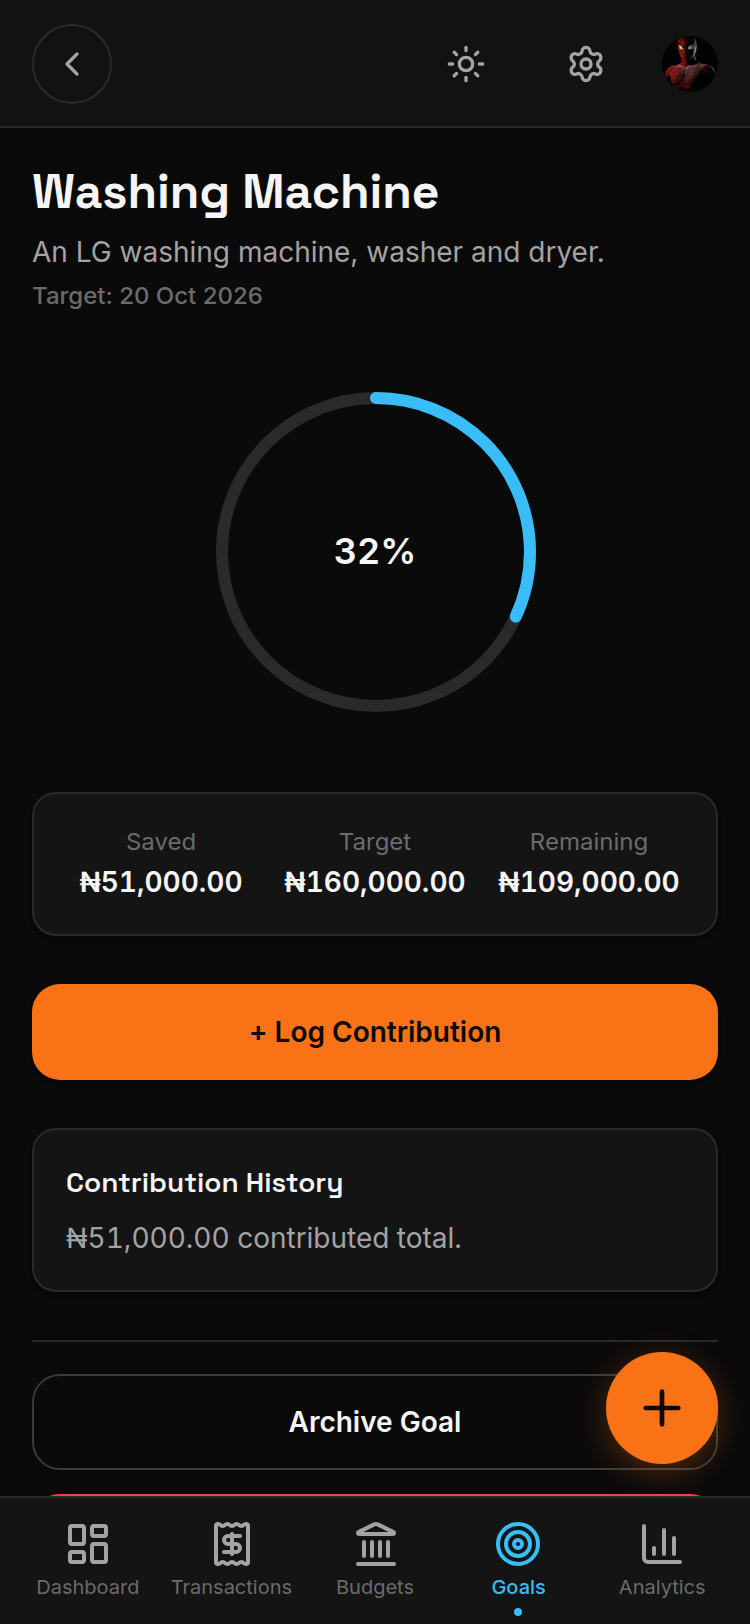 Washing Machine
An LG washing machine, washer and dryer.
Target: 20 Oct 2026
32%
Saved Target Remaining
₦51,000.00 ₦160,000.00 ₦109,000.00
+ Log Contribution
Contribution History
₦51,000.00 contributed total.
Archive Goal
Dashboard Transactions Budgets Goals Analytics